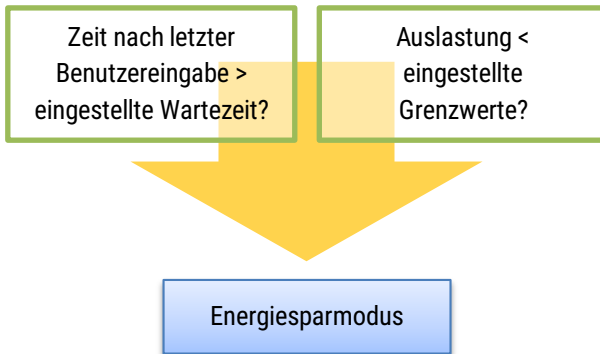 Zeit nach letzter
Benutzereingabe >
eingestellte Wartezeit?
Auslastung <
eingestellte
Grenzwerte?
Energiesparmodus